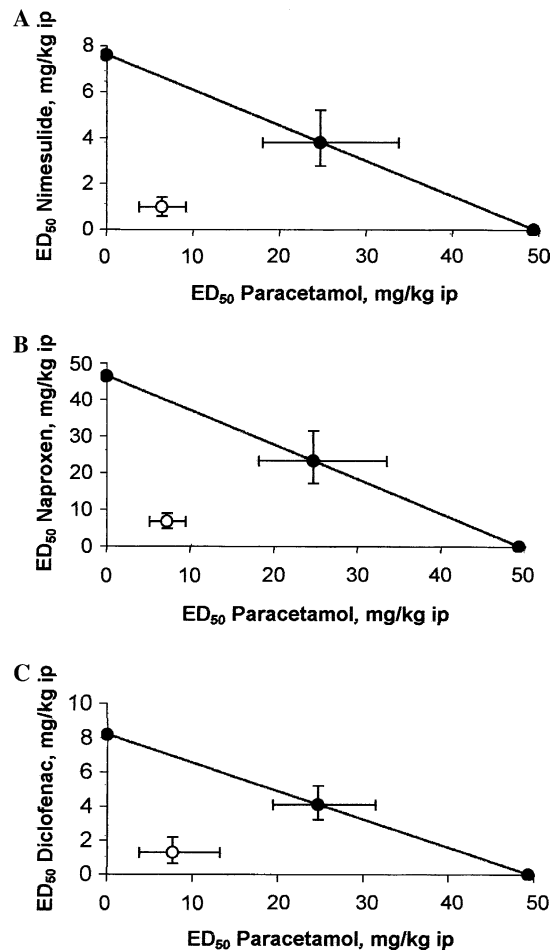 A
ED50 Nimesulide, mg/kg ip
8
6
4
2
0
0 10 20 30 40 50
ED50 Paracetamol, mg/kg ip
B
ED50 Naproxen, mg/kg ip
50
40
30
20
10
0
0 10 20 30 40 50
ED50 Paracetamol, mg/kg ip
C
ED50 Diclofenac, mg/kg ip
10
8
6
4
2
0
0 10 20 30 40 50
ED50 Paracetamol, mg/kg ip